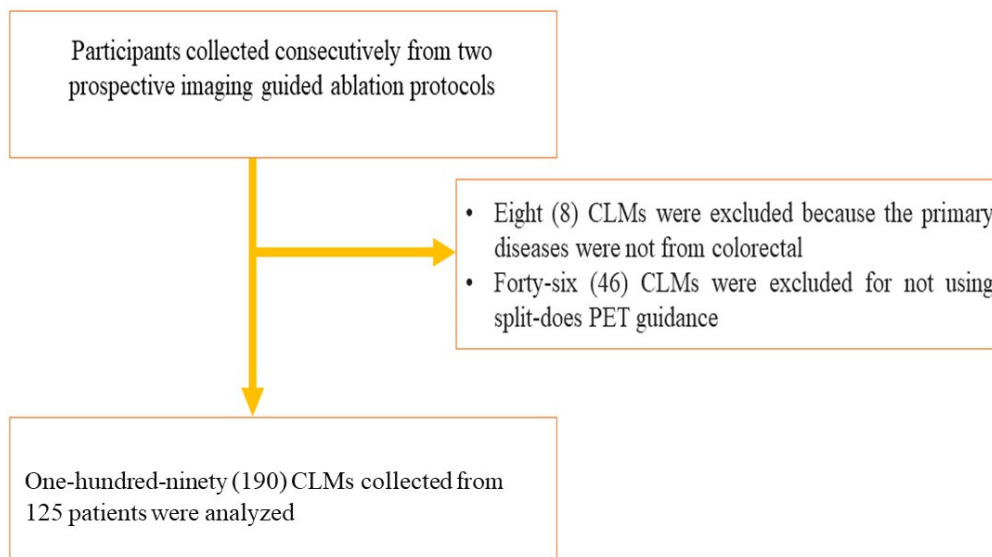 Participants collected consecutively from two
prospective imaging guided ablation protocols
• Eight (8) CLMs were excluded because the primary
diseases were not from colorectal
• Forty-six (46) CLMs were excluded for not using
split-does PET guidance
One-hundred-ninety (190) CLMs collected from
125 patients were analyzed